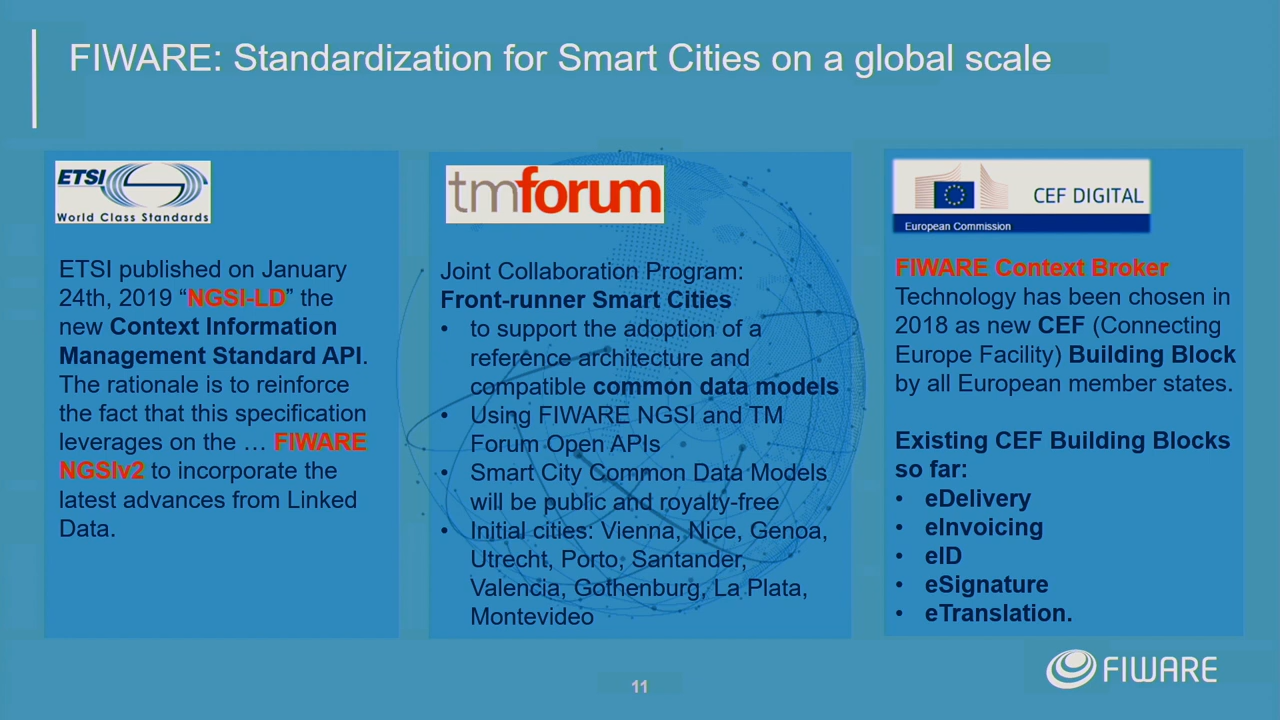 FIWARE: Standardization for Smart Cities on a global scale
ETSI
World Class Standards
ETSI published on January
24th, 2019 “NGSI-LD” the
new Context Information
Management Standard API.
The rationale is to reinforce
the fact that this specification
leverages on the … FIWARE
NGSIv2 to incorporate the
latest advances from Linked
Data.
tmforum
Joint Collaboration Program:
Front-runner Smart Cities
• to support the adoption of a
reference architecture and
compatible common data models
• Using FIWARE NGSI and TM
Forum Open APIs
• Smart City Common Data Models
will be public and royalty-free
• Initial cities: Vienna, Nice, Genoa,
Utrecht, Porto, Santander,
Valencia, Gothenburg, La Plata,
Montevideo
CEF DIGITAL
European Commission
FIWARE Context Broker
Technology has been chosen in
2018 as new CEF (Connecting
Europe Facility) Building Block
by all European member states.
Existing CEF Building Blocks
so far:
• eDelivery
• eInvoicing
• eID
• eSignature
• eTranslation.
11
FIWARE